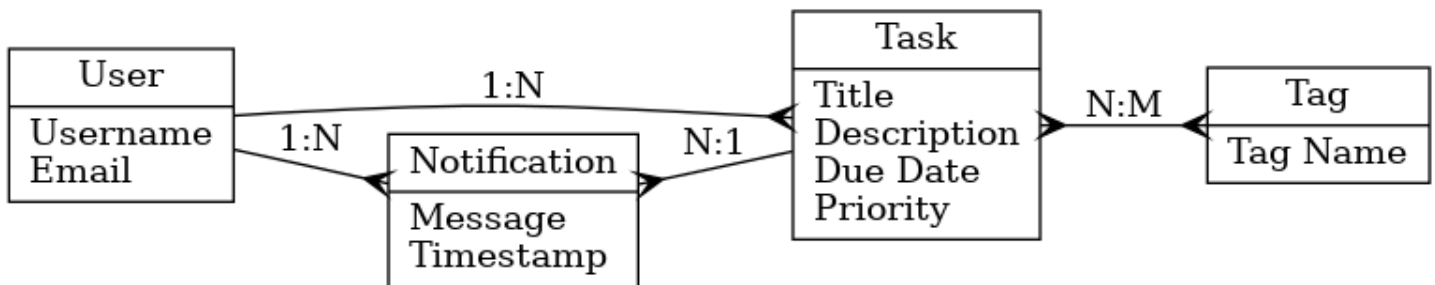 User
Username
Email
1:N
1:N
Notification
Message
Timestamp
N:1
Task
Title
Description
Due Date
Priority
N:M
Tag
Tag Name